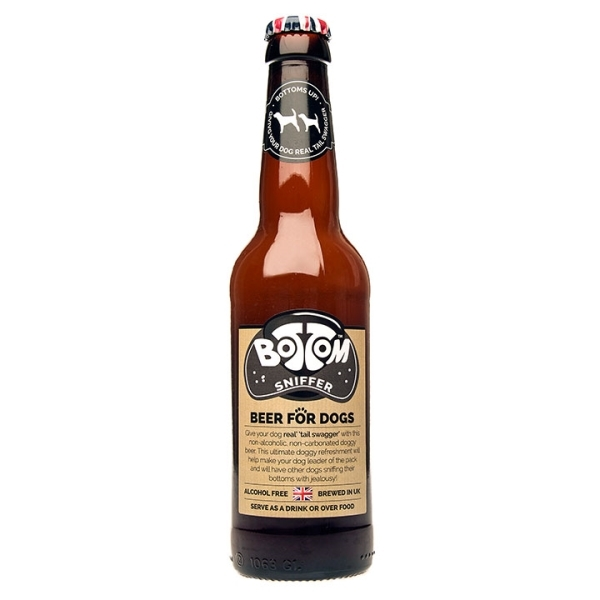 BOTTOMS UP!
GIVING YOUR DOG REAL TAIL SWAGGER
BOTTOM™
SNIFFER
BEER FOR DOGS
Give your dog real 'tail swagger' with this
non-alcoholic, non-carbonated doggy
beer. This ultimate doggy refreshment will
help make your dog leader of the pack
and will have other dogs sniffing their
bottoms with jealousy!
ALCOHOL FREE BREWED IN UK
SERVE AS A DRINK OR OVER FOOD